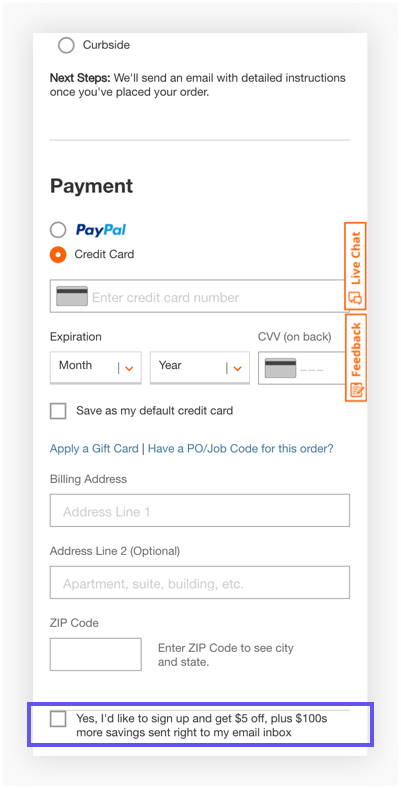 Curbside
Next Steps: We'll send an email with detailed instructions
once you've placed your order.
Payment
PayPal
Credit Card
Live Chat
Enter credit card number
Expiration
CVV (on back)
Feedback
Month
Year
Save as my default credit card
Apply a Gift Card | Have a PO/Job Code for this order?
Billing Address
Address Line 1
Address Line 2 (Optional)
Apartment, suite, building, etc.
ZIP Code
Enter ZIP Code to see city
and state.
Yes, I'd like to sign up and get $5 off, plus $100s
more savings sent right to my email inbox